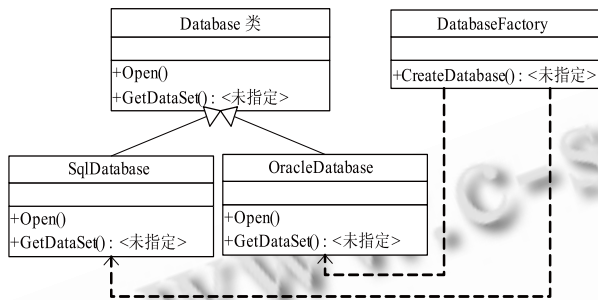 Database 类
+Open()
+GetDataSet() : <未指定>
DatabaseFactory
+CreateDatabase() : <未指定>
SqlDatabase
+Open()
+GetDataSet() : <未指定>
OracleDatabase
+Open()
+GetDataSet() : <未指定>